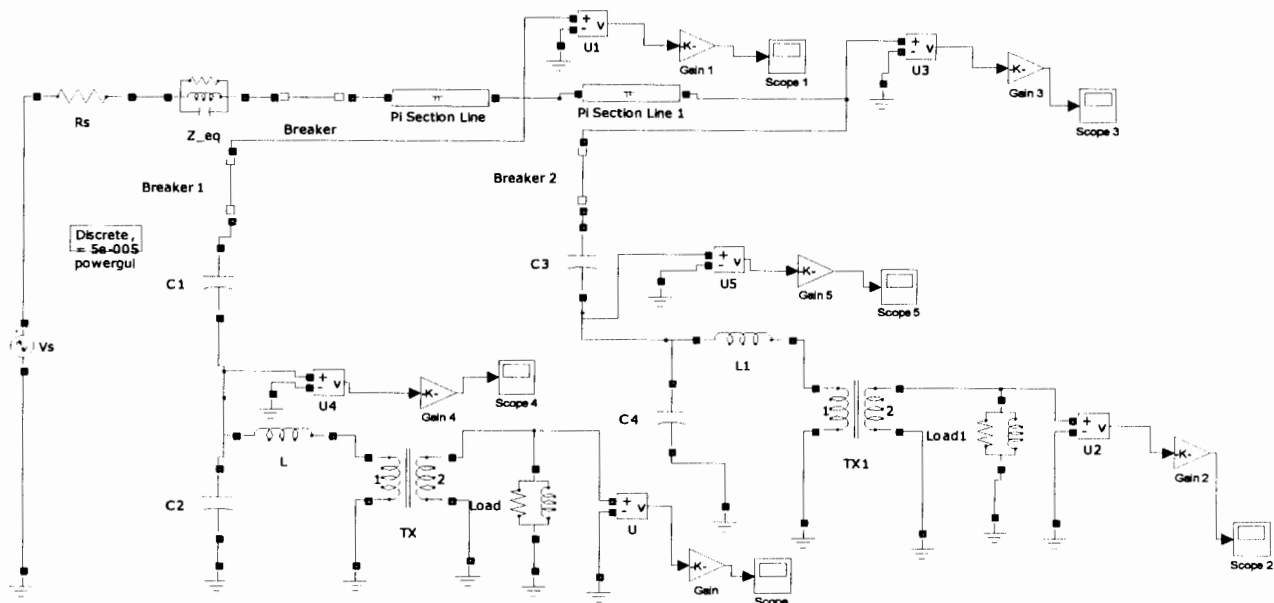 U1
K-
Gain 1
Scope 1
U3
K-
Gain 3
Scope 3
Rs
Z_eq
Breaker
Pi Section Line
Pi Section Line 1
Breaker 1
Breaker 2
Discrete,
= 5e-005
powergui
C1
C3
U5
K-
Gain 5
Scope 5
Vs
L1
U4
K-
Gain 4
Scope 4
C4
1
2
TX1
Load1
U2
K-
Gain 2
Scope 2
L
C2
1
2
TX
Load
U
K-
Gain
Scope